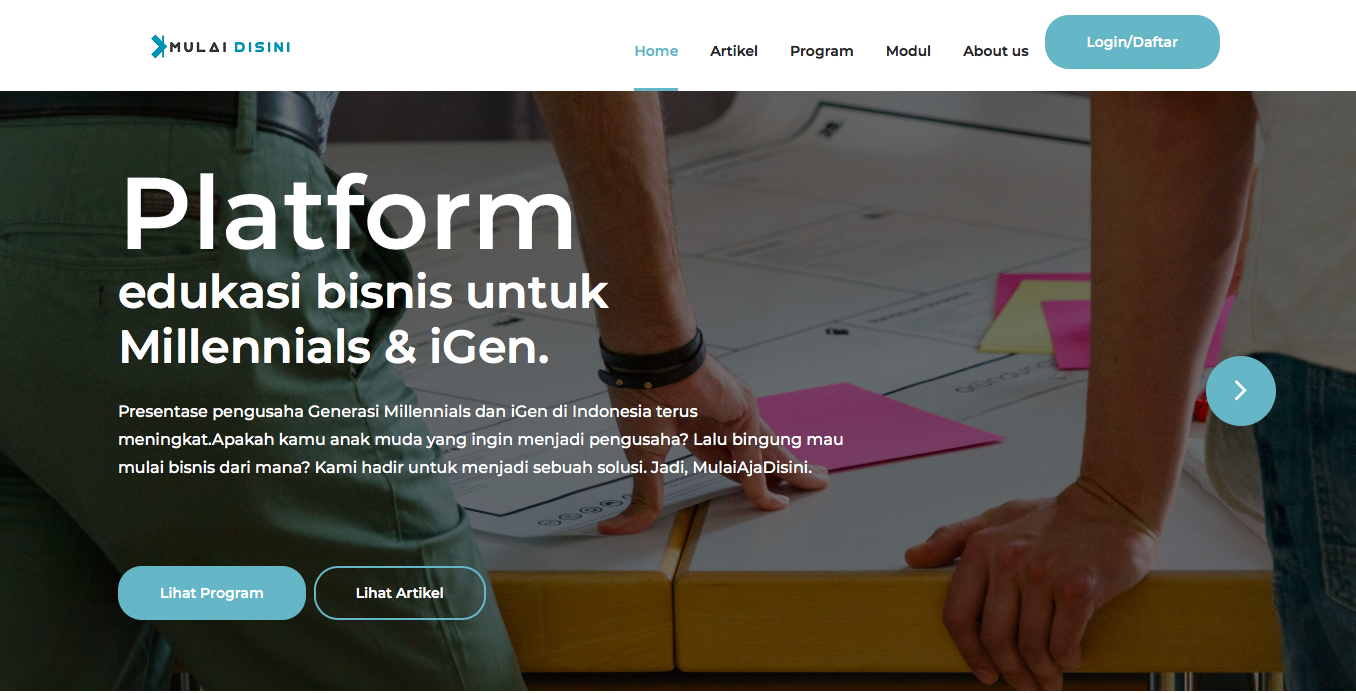 MULAI DISINI
Home Artikel Program Modul About us Login/Daftar
Platform
edukasi bisnis untuk
Millennials & iGen.
Presentase pengusaha Generasi Millennials dan iGen di Indonesia terus
meningkat.Apakah kamu anak muda yang ingin menjadi pengusaha? Lalu bingung mau
mulai bisnis dari mana? Kami hadir untuk menjadi sebuah solusi. Jadi, MulaiAjaDisini.
Lihat Program Lihat Artikel